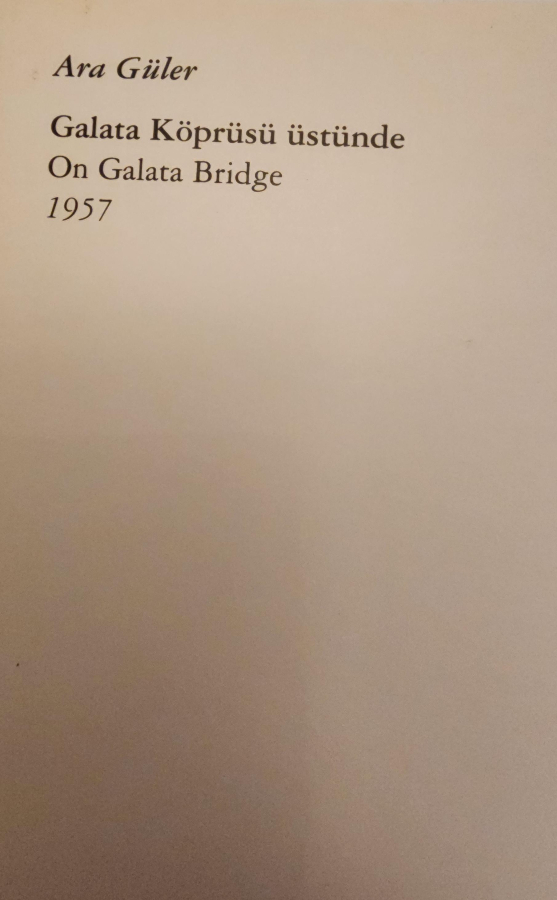 Ara Güler
Galata Köprüsü üstünde
On Galata Bridge
1957